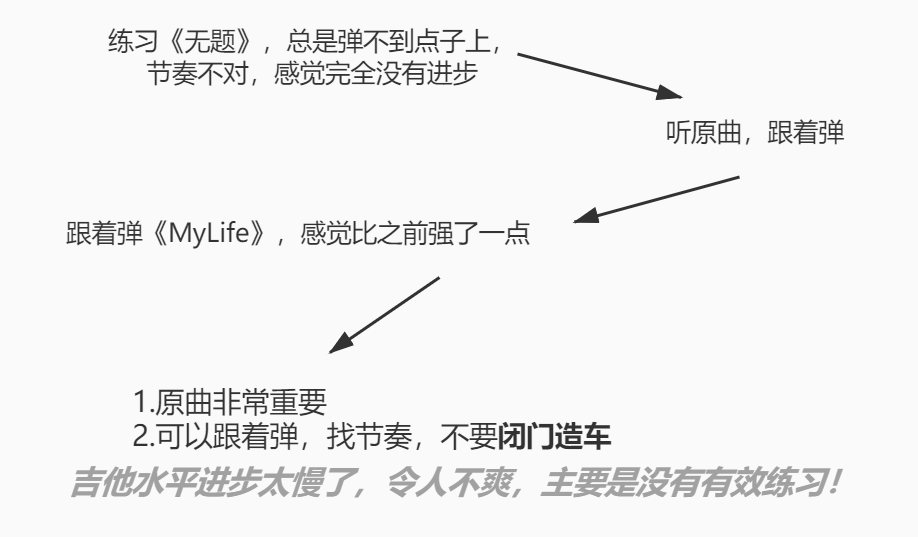 练习《无题》，总是弹不到点子上，
节奏不对，感觉完全没有进步
听原曲，跟着弹
跟着弹《MyLife》，感觉比之前强了一点
1.原曲非常重要
2.可以跟着弹，找节奏，不要闭门造车
吉他水平进步太慢了，令人不爽，主要是没有有效练习！